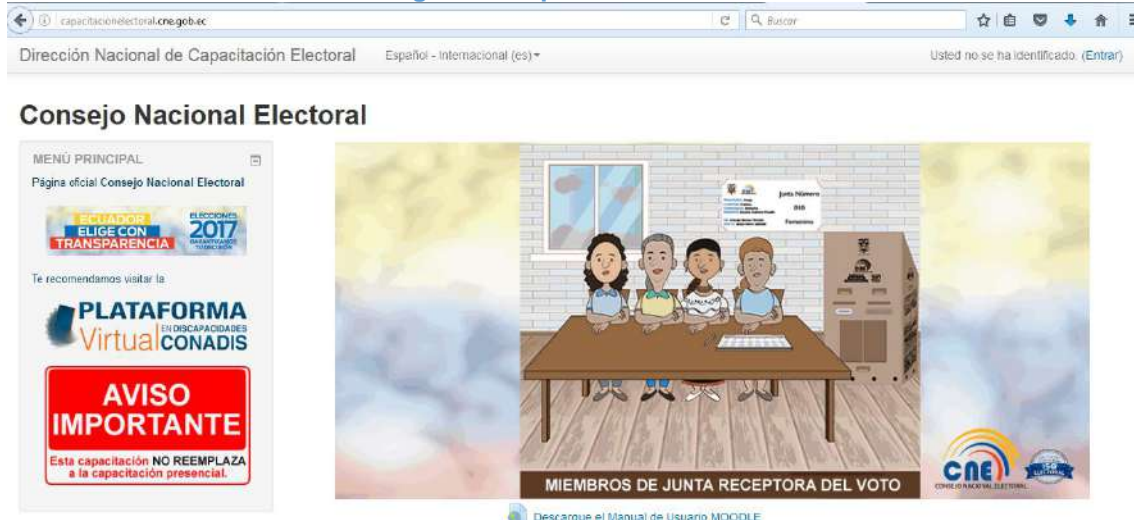 capacitacionelectoral.cne.gob.ec
Buscar
Dirección Nacional de Capacitación Electoral
Español - Internacional (es)
Usted no se ha identificado. (Entrar)
Consejo Nacional Electoral
MENÚ PRINCIPAL
Página oficial Consejo Nacional Electoral
ECUADOR
ELIGE CON
TRANSPARENCIA
ELECCIONES
2017
Te recomendamos visitar la
PLATAFORMA
Virtual EN DISCAPACIDADES
CONADIS
AVISO
IMPORTANTE
Esta capacitación NO REEMPLAZA
a la capacitación presencial.
Junta Número
Femenino
MIEMBROS DE JUNTA RECEPTORA DEL VOTO
cne
CONSEJO NACIONAL ELECTORAL
Descargue el Manual de Usuario MOODLE